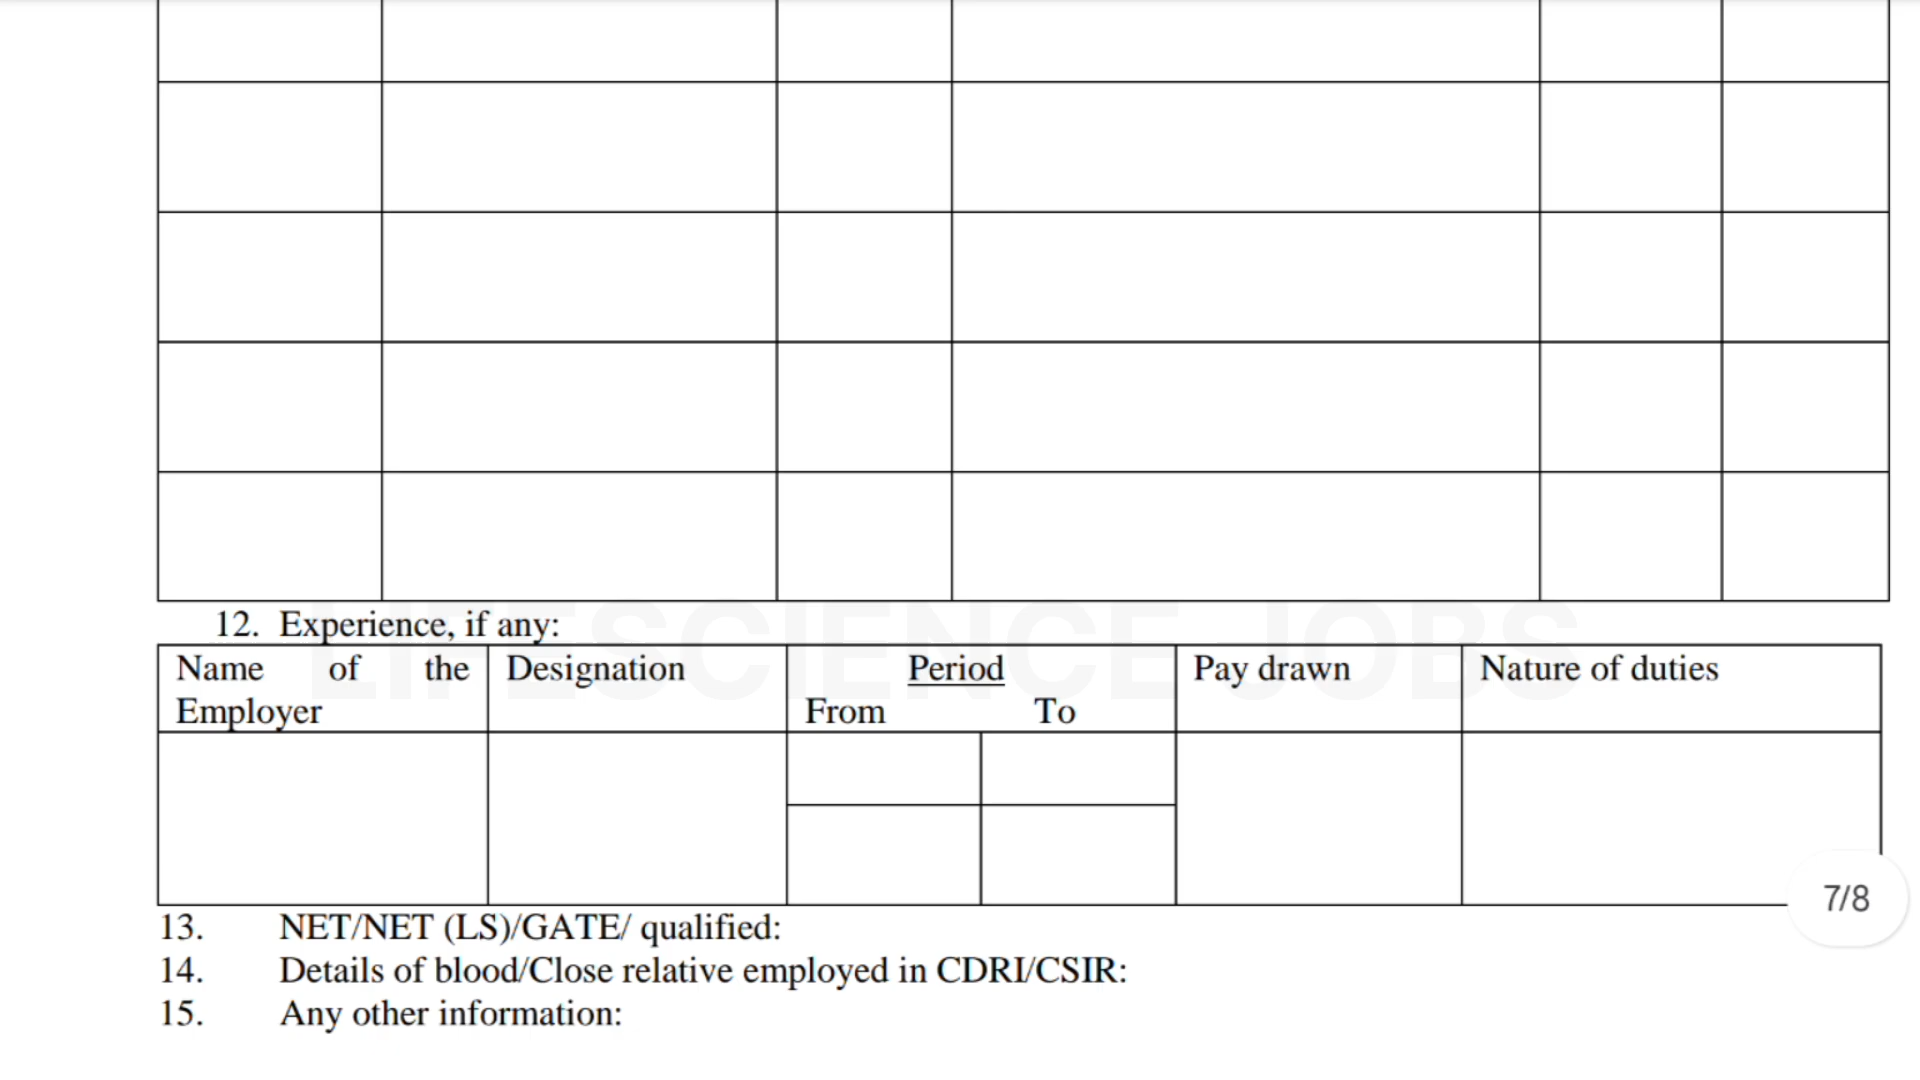 12. Experience, if any:
Name of the Employer
Designation
Period
From To
Pay drawn
Nature of duties
13. NET/NET (LS)/GATE/ qualified:
14. Details of blood/Close relative employed in CDRI/CSIR:
15. Any other information:
LIFESCIENCE JOBS
7/8